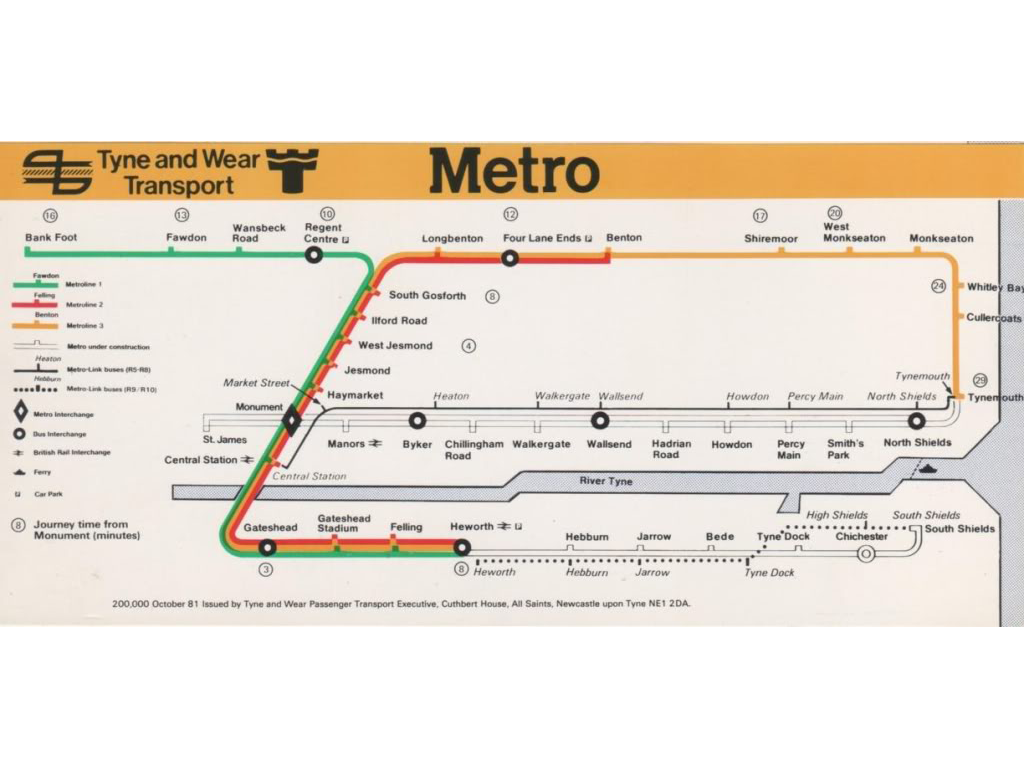 Tyne and Wear
Transport
Metro
16
13
10
12
17
20
Bank Foot
Fawdon
Wansbeck
Road
Regent
Centre P
Longbenton
Four Lane Ends P
Benton
Shiremoor
West
Monkseaton
Monkseaton
Fawdon
Metroline 1
Felling
Metroline 2
Benton
Metroline 3
Metro under construction
Heaton
Metro-Link buses (R5-R8)
Hebburn
Metro-Link buses (R9/R10)
Metro Interchange
Bus Interchange
British Rail Interchange
Ferry
P Car Park
8 Journey time from
Monument (minutes)
South Gosforth
8
Ilford Road
West Jesmond
4
Jesmond
Haymarket
24
Whitley Bay
Cullercoats
Tynemouth
29
Tynemouth
Market Street
Monument
Heaton
Walkergate
Wallsend
Howdon
Percy Main
North Shields
St. James
Manors
Byker
Chillingham
Road
Walkergate
Wallsend
Hadrian
Road
Howdon
Percy
Main
Smith's
Park
North Shields
Central Station
Central Station
River Tyne
Gateshead
Gateshead
Stadium
Felling
Heworth P
3
8
Hebburn
Jarrow
Bede
Tyne Dock
Chichester
South Shields
High Shields
South Shields
Heworth
Hebburn
Jarrow
Tyne Dock
200,000 October 81 Issued by Tyne and Wear Passenger Transport Executive, Cuthbert House, All Saints, Newcastle upon Tyne NE1 2DA.